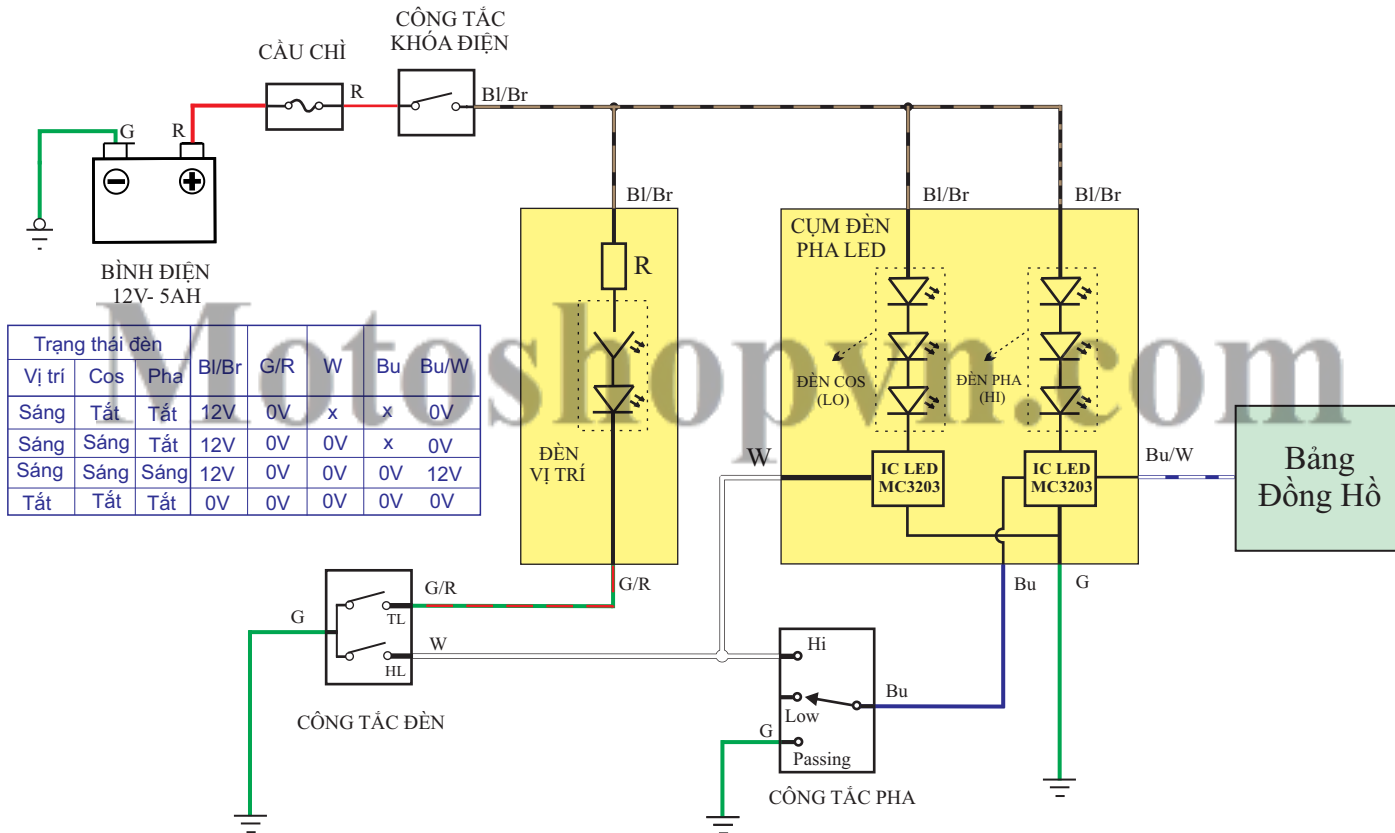 CÔNG TẮC
KHÓA ĐIỆN
CẦU CHÌ
R
Bl/Br
G
R
BÌNH ĐIỆN
12V- 5AH
Bl/Br
Bl/Br
Bl/Br
CỤM ĐÈN
PHA LED
R
ĐÈN
VỊ TRÍ
ĐÈN COS
(LO)
ĐÈN PHA
(HI)
Motoshopvn.com
Trạng thái đèn Bl/Br G/R W Bu Bu/W
Vị trí Cos Pha
Sáng Tắt Tắt 12V 0V x x 0V
Sáng Sáng Tắt 12V 0V 0V x 0V
Sáng Sáng Sáng 12V 0V 0V 0V 12V
Tắt Tắt Tắt 0V 0V 0V 0V 0V
W
IC LED
MC3203
IC LED
MC3203
Bu/W
Bảng
Đồng Hồ
G/R
G/R
Bu
G
G
TL
W
HL
CÔNG TẮC ĐÈN
Hi
Bu
Low
G
Passing
CÔNG TẮC PHA